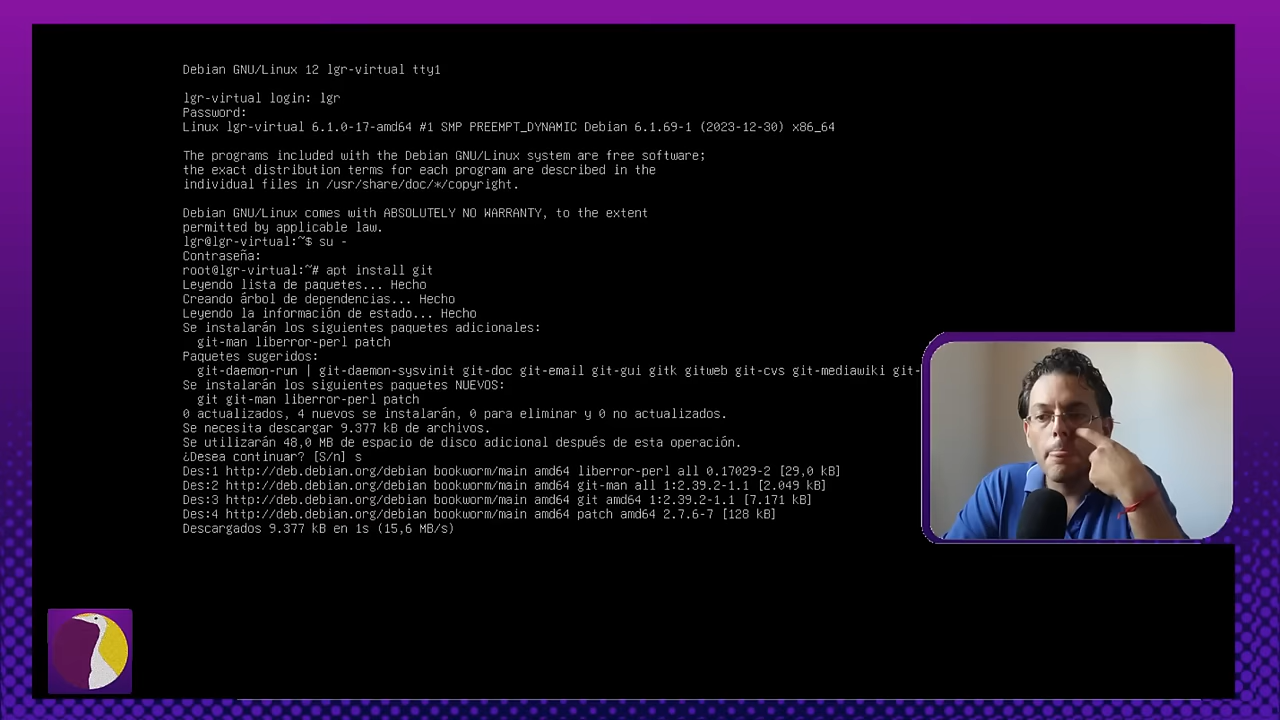 Debian GNU/Linux 12 lgr-virtual tty1
lgr-virtual login: lgr
Password:
Linux lgr-virtual 6.1.0-17-amd64 #1 SMP PREEMPT_DYNAMIC Debian 6.1.69-1 (2023-12-30) x86_64
The programs included with the Debian GNU/Linux system are free software;
the exact distribution terms for each program are described in the
individual files in /usr/share/doc/*/copyright.
Debian GNU/Linux comes with ABSOLUTELY NO WARRANTY, to the extent
permitted by applicable law.
lgr@lgr-virtual:~$ su -
Contraseña:
root@lgr-virtual:~# apt install git
Leyendo lista de paquetes... Hecho
Creando árbol de dependencias... Hecho
Leyendo la información de estado... Hecho
Se instalarán los siguientes paquetes adicionales:
git-man liberror-perl patch
Paquetes sugeridos:
git-daemon-run | git-daemon-sysvinit git-doc git-email git-gui gitk gitweb git-cvs git-mediawiki git-
Se instalarán los siguientes paquetes NUEVOS:
git git-man liberror-perl patch
0 actualizados, 4 nuevos se instalarán, 0 para eliminar y 0 no actualizados.
Se necesita descargar 9.377 kB de archivos.
Se utilizarán 48,0 MB de espacio de disco adicional después de esta operación.
¿Desea continuar? [S/n] s
Des:1 http://deb.debian.org/debian bookworm/main amd64 liberror-perl all 0.17029-2 [29,0 kB]
Des:2 http://deb.debian.org/debian bookworm/main amd64 git-man all 1:2.39.2-1.1 [2.049 kB]
Des:3 http://deb.debian.org/debian bookworm/main amd64 git amd64 1:2.39.2-1.1 [7.171 kB]
Des:4 http://deb.debian.org/debian bookworm/main amd64 patch amd64 2.7.6-7 [128 kB]
Descargados 9.377 kB en 1s (15,6 MB/s)